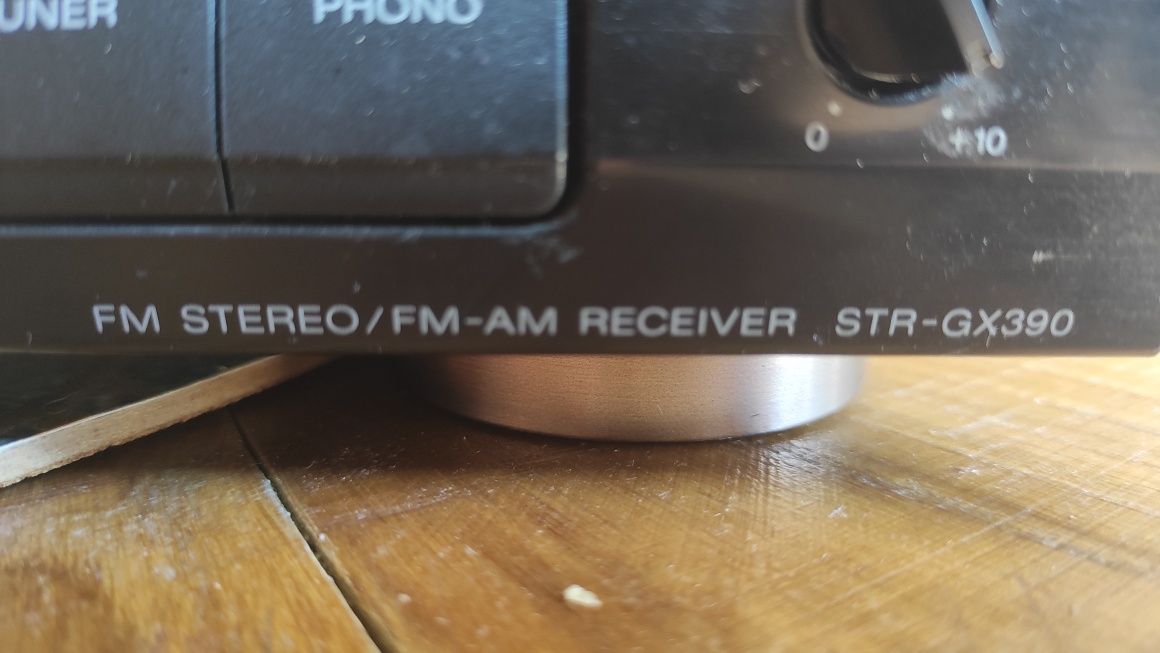 PHONO
0 +10
FM STEREO/FM-AM RECEIVER STR-GX390